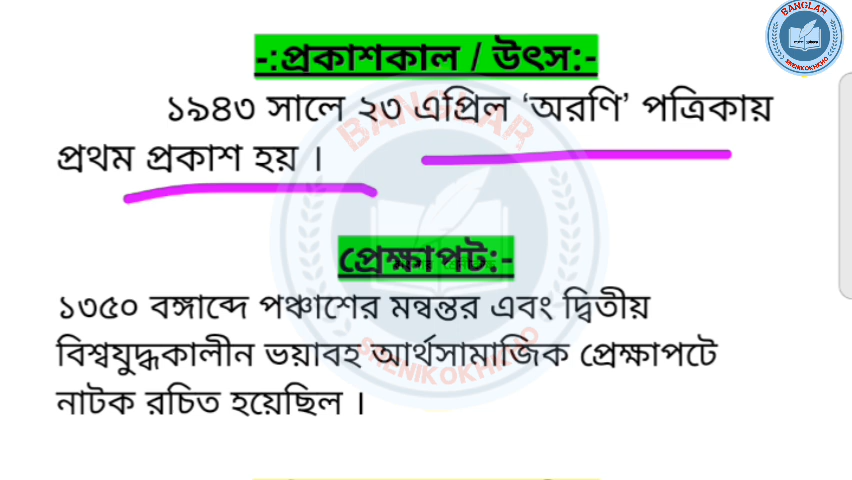 BANGLAR
SHENIKOKHKHO
-:প্রকাশকাল / উৎস:-
১৯৪৩ সালে ২৩ এপ্রিল ‘অরণি’ পত্রিকায়
প্রথম প্রকাশ হয় ।
প্রেক্ষাপট:-
১৩৫০ বঙ্গাব্দে পঞ্চাশের মন্বন্তর এবং দ্বিতীয়
বিশ্বযুদ্ধকালীন ভয়াবহ আর্থসামাজিক প্রেক্ষাপটে
নাটক রচিত হয়েছিল ।